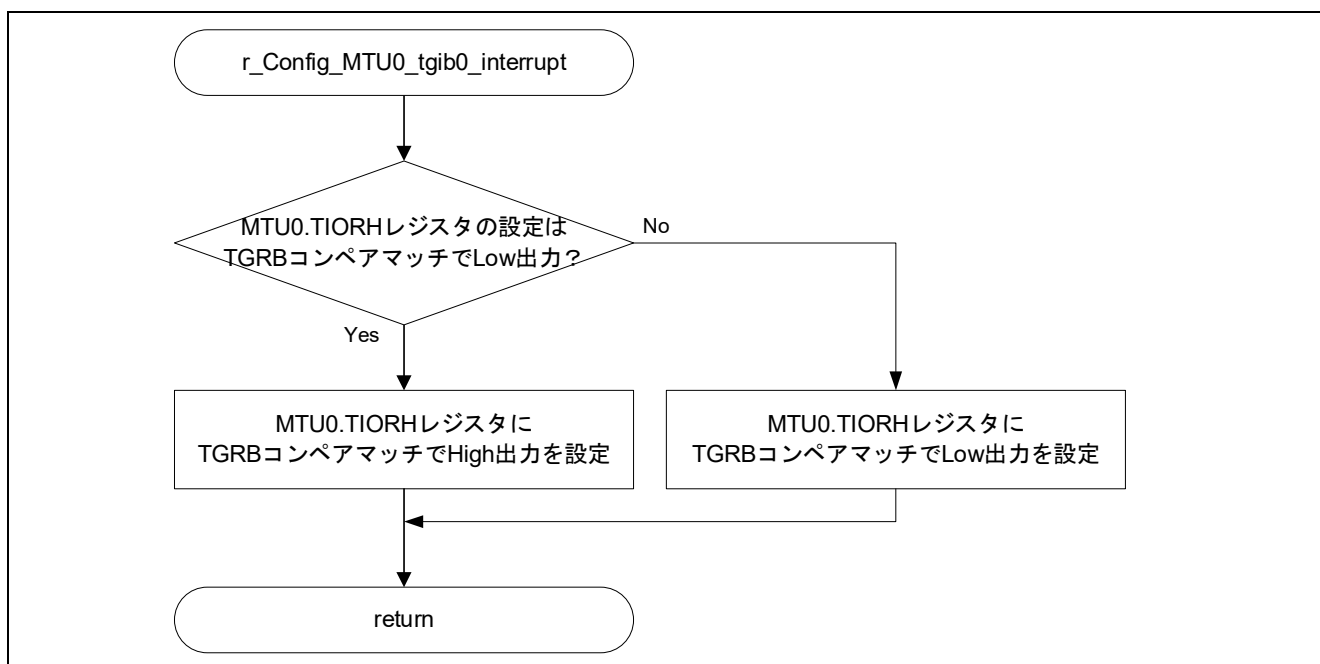 r_Config_MTU0_tgib0_interrupt
MTU0.TIORHレジスタの設定は
TGRBコンペアマッチでLow出力？
No
Yes
MTU0.TIORHレジスタに
TGRBコンペアマッチでHigh出力を設定
MTU0.TIORHレジスタに
TGRBコンペアマッチでLow出力を設定
return